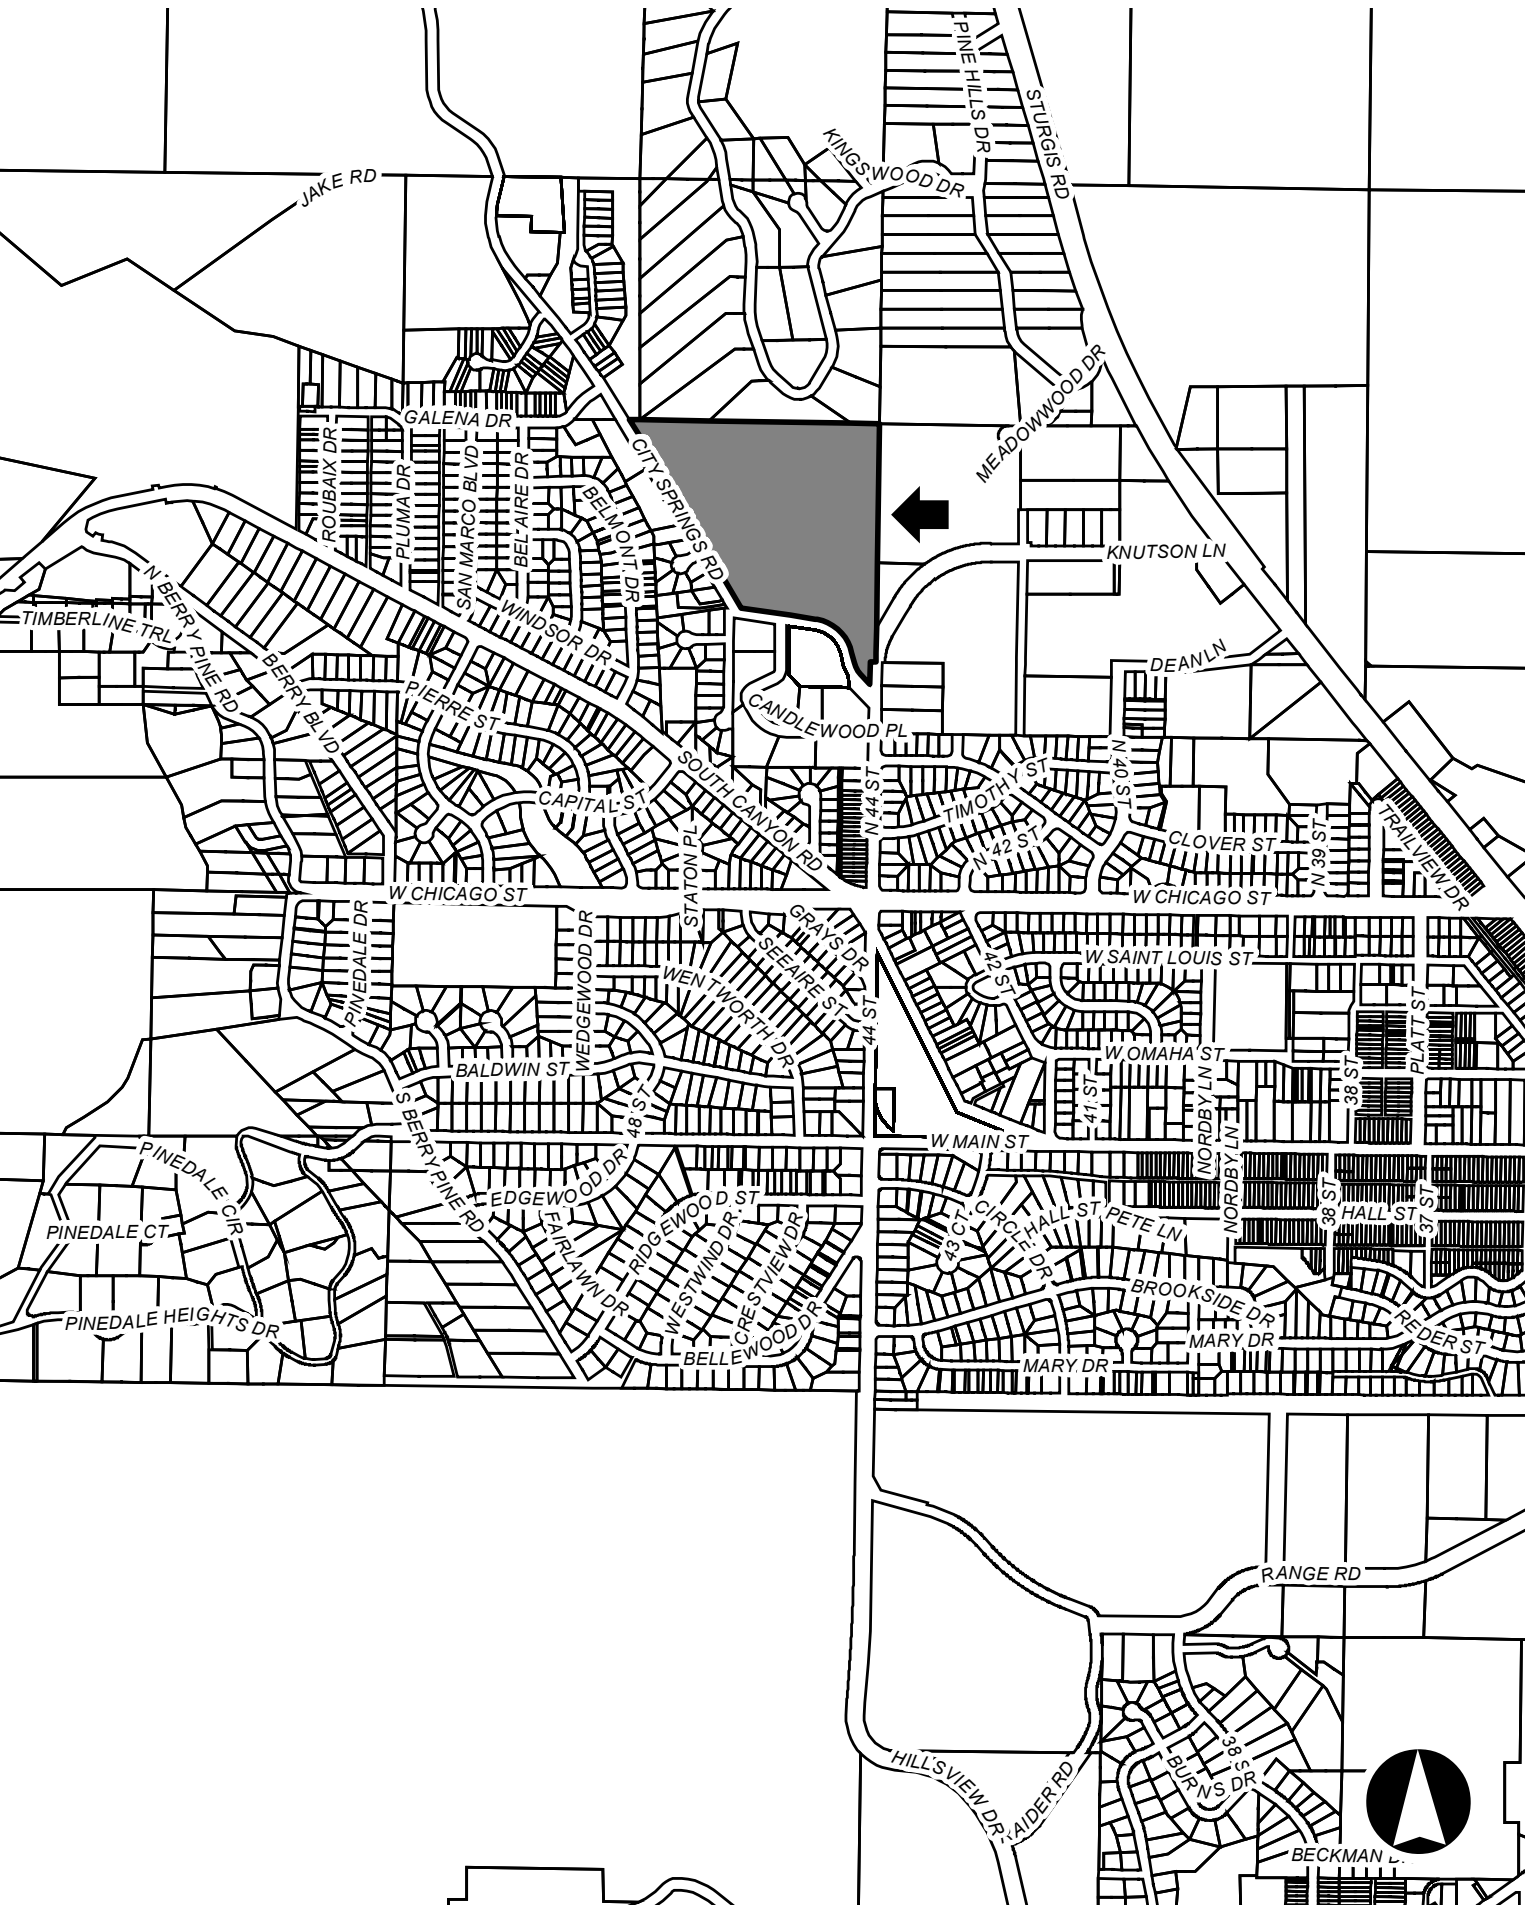 PINE HILLS DR
STURGIS RD
KINGSWOOD DR
JAKE RD
MEADOWWOOD DR
GALENA DR
ROUBAIX DR
PLUMA DR
SAN MARCO BLVD
BEL AIRE DR
BELMONT DR
CITY SPRINGS RD
KNUTSON LN
N BERRY PINE RD
TIMBERLINE TRL
WINDSOR DR
BERRY BLVD
PIERRE ST
DEAN LN
CANDLEWOOD PL
SOUTH CANYON RD
N 44 ST
TIMOTHY ST
N 40 ST
CAPITAL ST
STATON PL
N 42 ST
CLOVER ST
N 39 ST
TRAILVIEW DR
W CHICAGO ST
W CHICAGO ST
PINEDALE DR
WEDGEWOOD DR
GRAYS DR
SEEAIRE ST
WENTWORTH DR
44 ST
42 ST
W SAINT LOUIS ST
PLATT ST
W OMAHA ST
BALDWIN ST
S BERRY PINE RD
48 ST
41 ST
NORDBY LN
38 ST
W MAIN ST
NORDBY LN
PINEDALE CIR
EDGEWOOD DR
RIDGEWOOD ST
FAIRLAWN DR
WESTWIND DR
CRESTVIEW DR
43 CT
CIRCLE DR
HALL ST
PETE LN
38 ST
HALL ST
37 ST
PINEDALE CT
PINEDALE HEIGHTS DR
BROOKSIDE DR
REDER ST
MARY DR
MARY DR
BELLEWOOD DR
RANGE RD
HILLSVIEW DR
AIDER RD
38 S
BURNS DR
BECKMAN